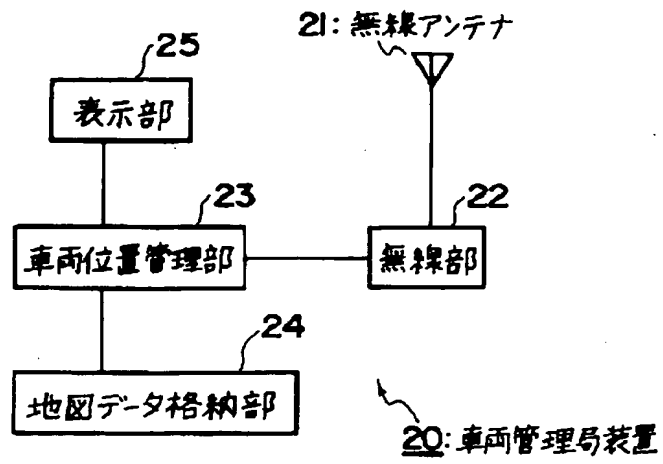 21:無線アンテナ
25
表示部
23
車両位置管理部
22
無線部
24
地図データ格納部
20:車両管理局装置